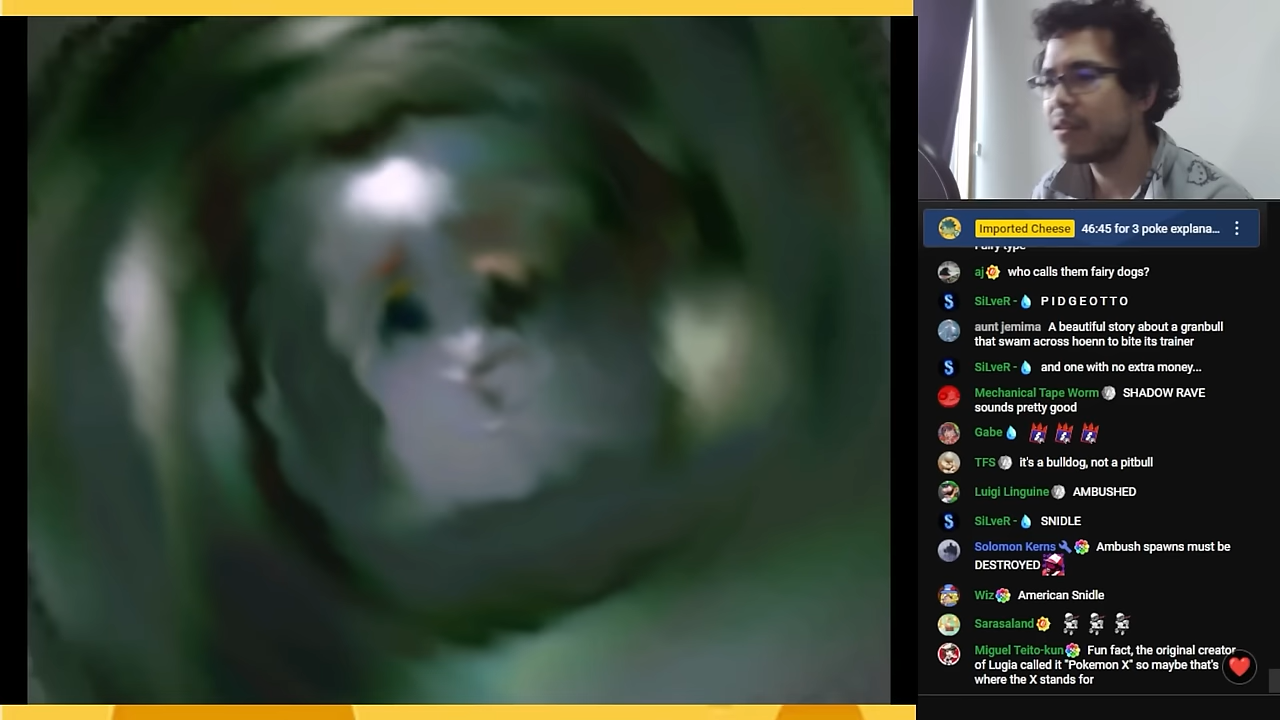 Imported Cheese 46:45 for 3 poke explana...
Fairy type
aj who calls them fairy dogs?
SiLveR - P I D G E O T T O
aunt jemima A beautiful story about a granbull
that swam across hoenn to bite its trainer
SiLveR - and one with no extra money...
Mechanical Tape Worm SHADOW RAVE
sounds pretty good
Gabe
TFS it's a bulldog, not a pitbull
Luigi Linguine AMBUSHED
SiLveR - SNIDLE
Solomon Kerns Ambush spawns must be
DESTROYED
Wiz American Snidle
Sarasaland
Miguel Teito-kun Fun fact, the original creator
of Lugia called it "Pokemon X" so maybe that's
where the X stands for